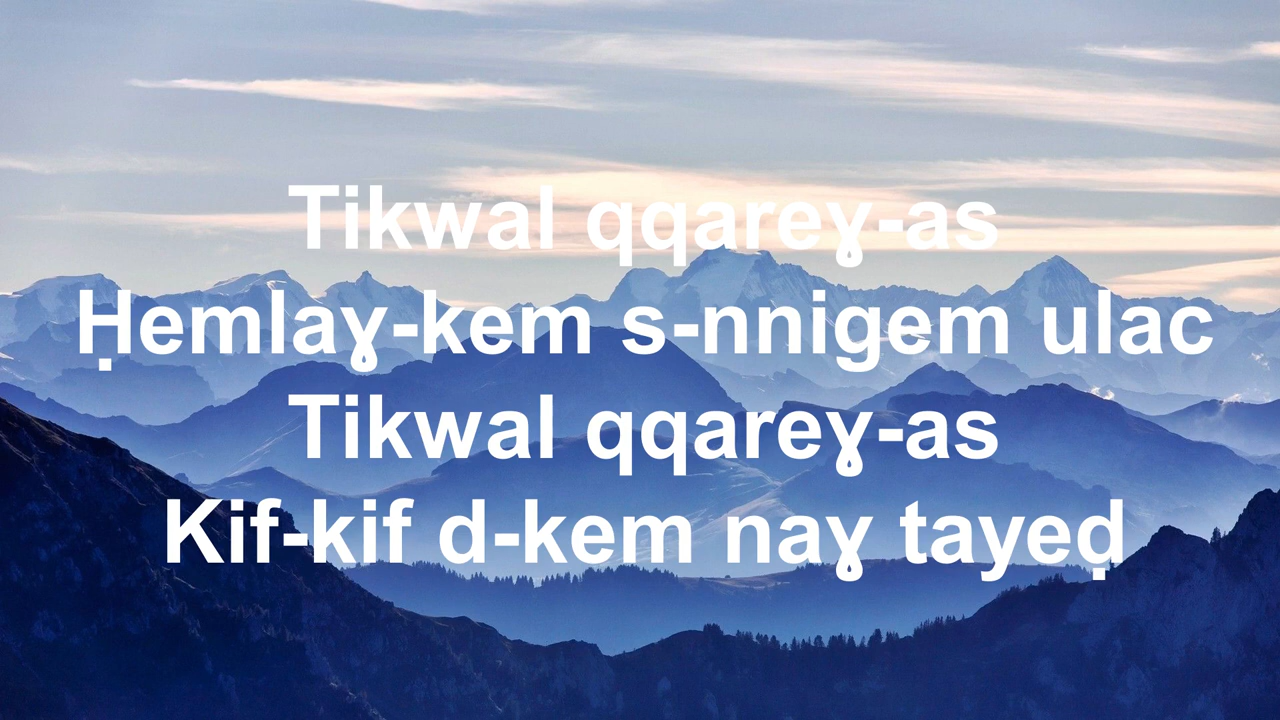 Tikwal qqareɣ-as
Ḥemlaɣ-kem s-nnigem ulac
Tikwal qqareɣ-as
Kif-kif d-kem naɣ tayeḍ